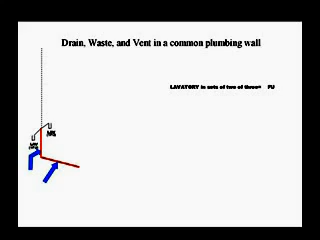 Drain, Waste, and Vent in a common plumbing wall
LAVATORY in sets of two of three= FU